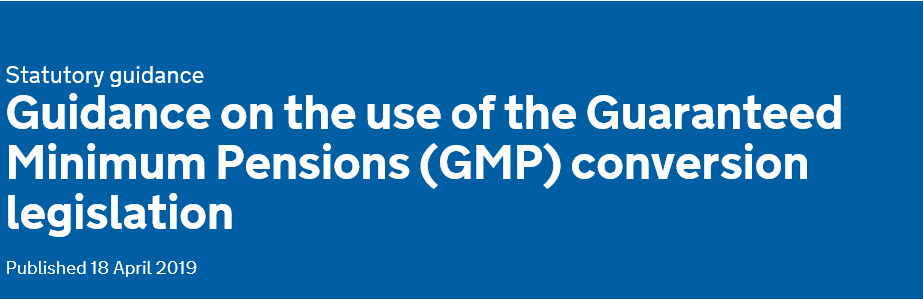 Statutory guidance
Guidance on the use of the Guaranteed
Minimum Pensions (GMP) conversion
legislation
Published 18 April 2019